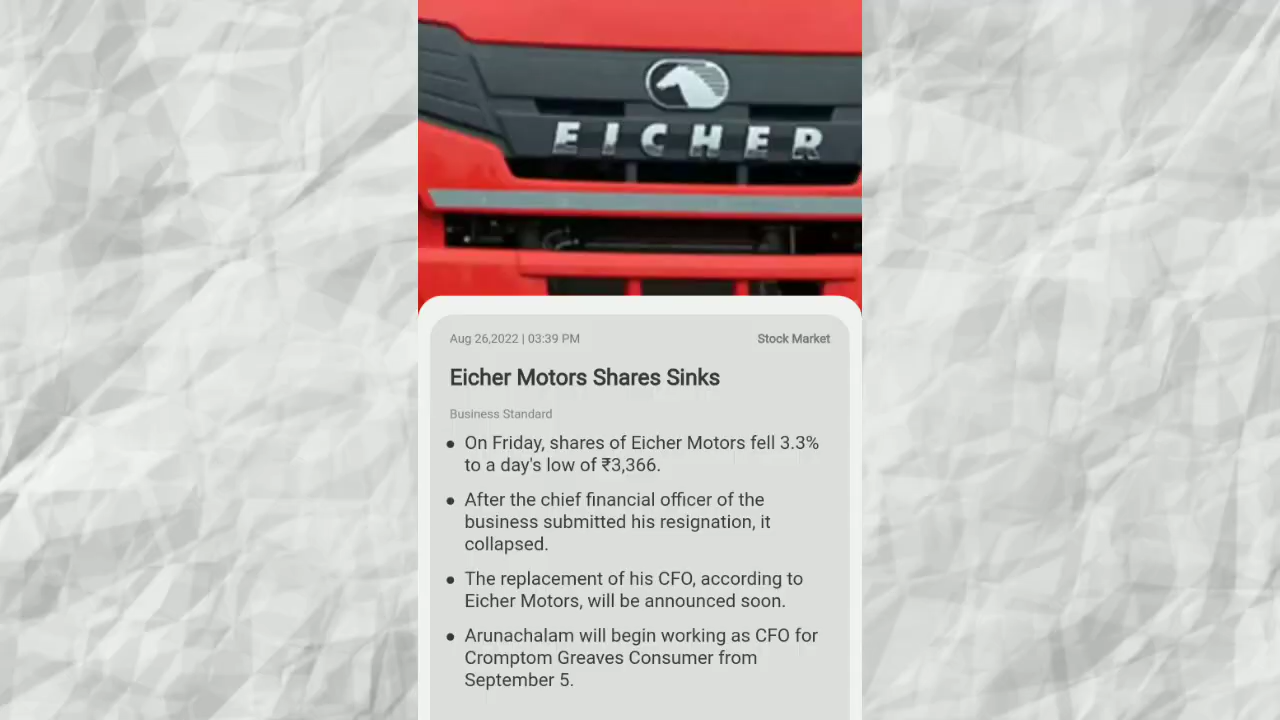 EICHER
Aug 26,2022 | 03:39 PM
Stock Market
Eicher Motors Shares Sinks
Business Standard
On Friday, shares of Eicher Motors fell 3.3%
to a day's low of ₹3,366.
After the chief financial officer of the
business submitted his resignation, it
collapsed.
The replacement of his CFO, according to
Eicher Motors, will be announced soon.
Arunachalam will begin working as CFO for
Cromptom Greaves Consumer from
September 5.